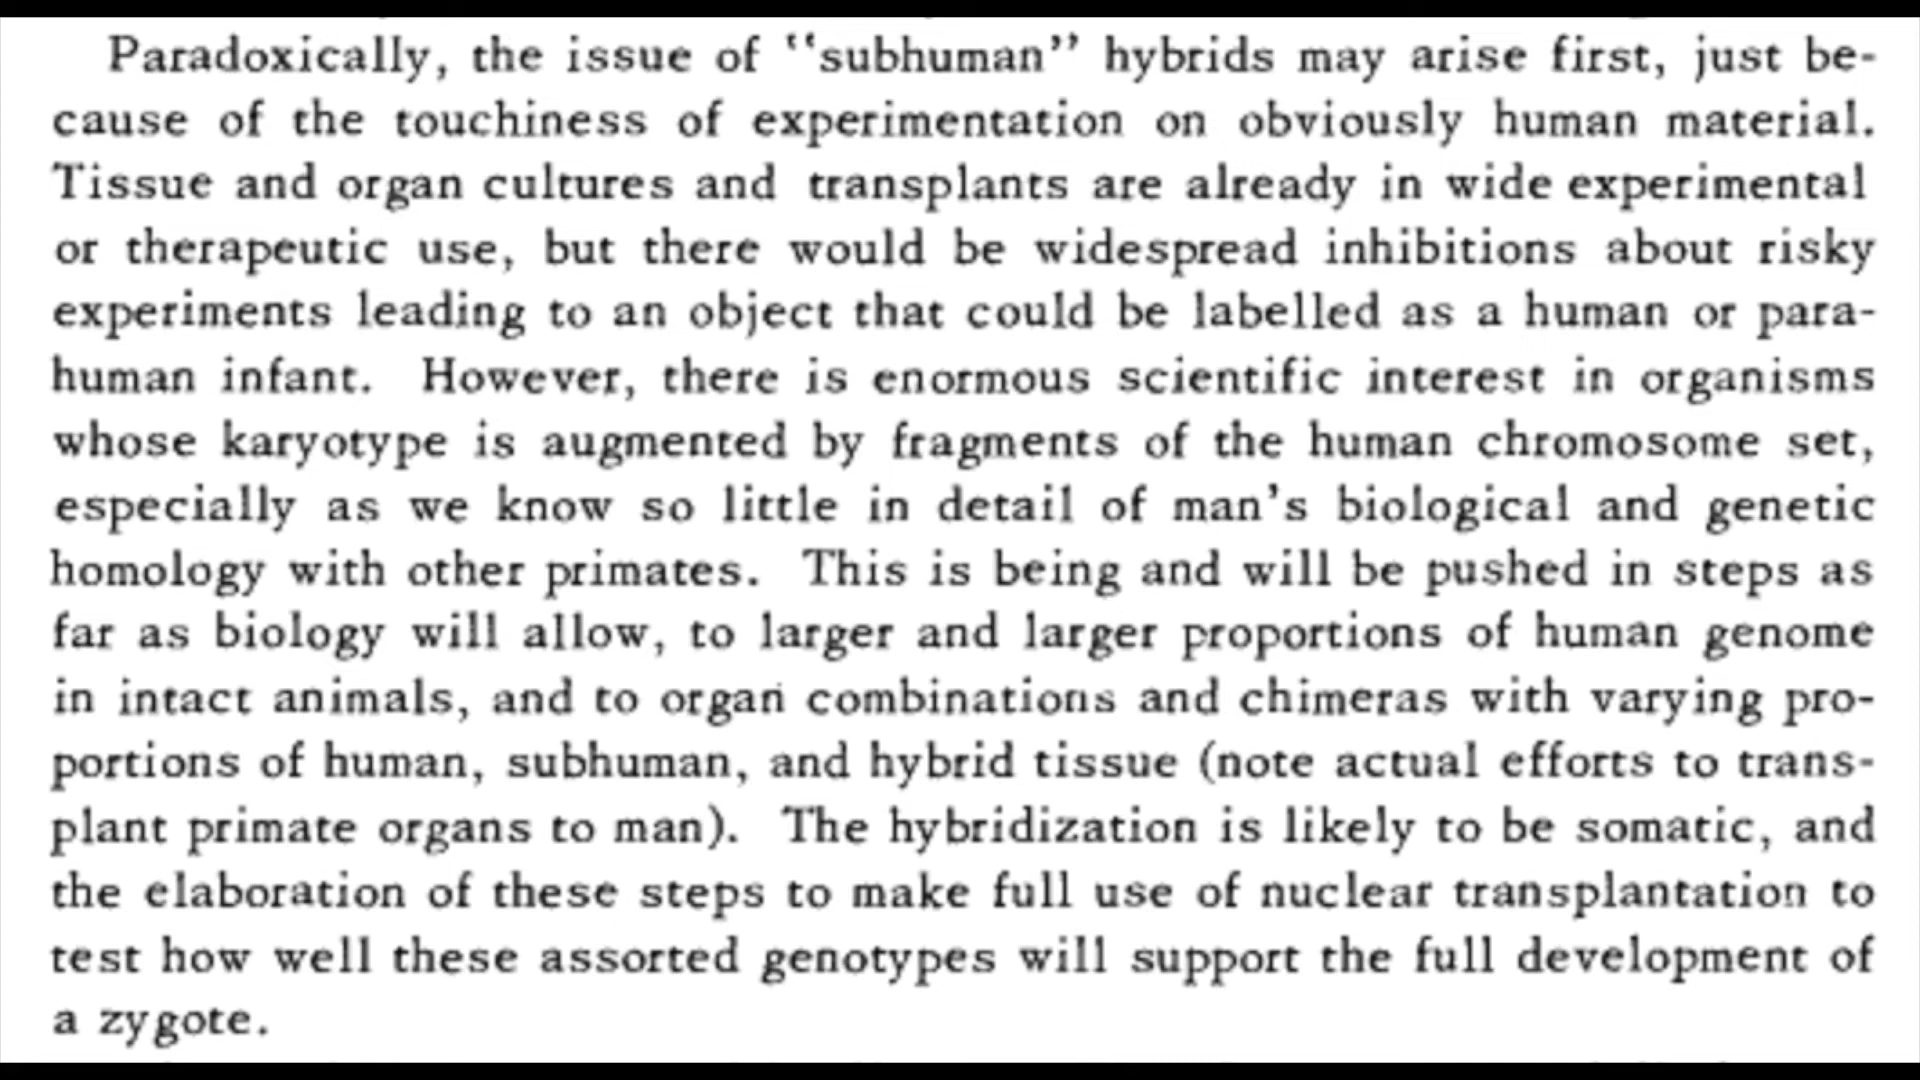 Paradoxically, the issue of ‘‘subhuman’’ hybrids may arise first, just be-
cause of the touchiness of experimentation on obviously human material.
Tissue and organ cultures and transplants are already in wide experimental
or therapeutic use, but there would be widespread inhibitions about risky
experiments leading to an object that could be labelled as a human or para-
human infant. However, there is enormous scientific interest in organisms
whose karyotype is augmented by fragments of the human chromosome set,
especially as we know so little in detail of man’s biological and genetic
homology with other primates. This is being and will be pushed in steps as
far as biology will allow, to larger and larger proportions of human genome
in intact animals, and to organ combinations and chimeras with varying pro-
portions of human, subhuman, and hybrid tissue (note actual efforts to trans-
plant primate organs to man). The hybridization is likely to be somatic, and
the elaboration of these steps to make full use of nuclear transplantation to
test how well these assorted genotypes will support the full development of
a zygote.